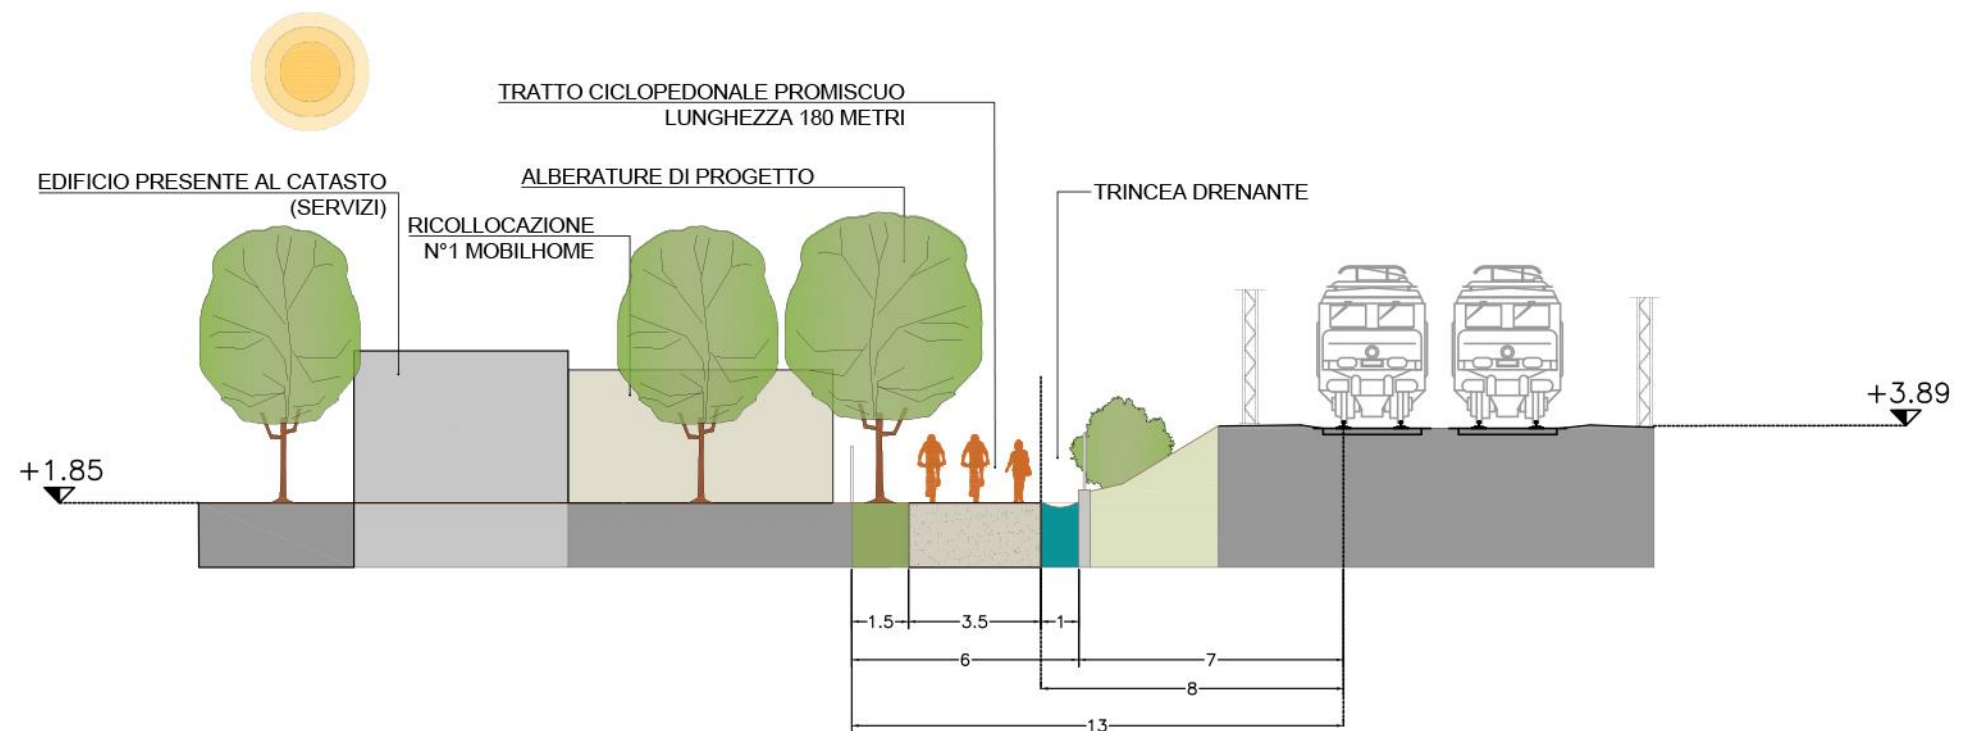 TRATTO CICLOPEDONALE PROMISCUO
LUNGHEZZA 180 METRI
EDIFICIO PRESENTE AL CATASTO
(SERVIZI)
ALBERATURE DI PROGETTO
RICOLLOCAZIONE
N°1 MOBILHOME
TRINCEA DRENANTE
+3.89
+1.85
1.5
3.5
1
6
7
8
13